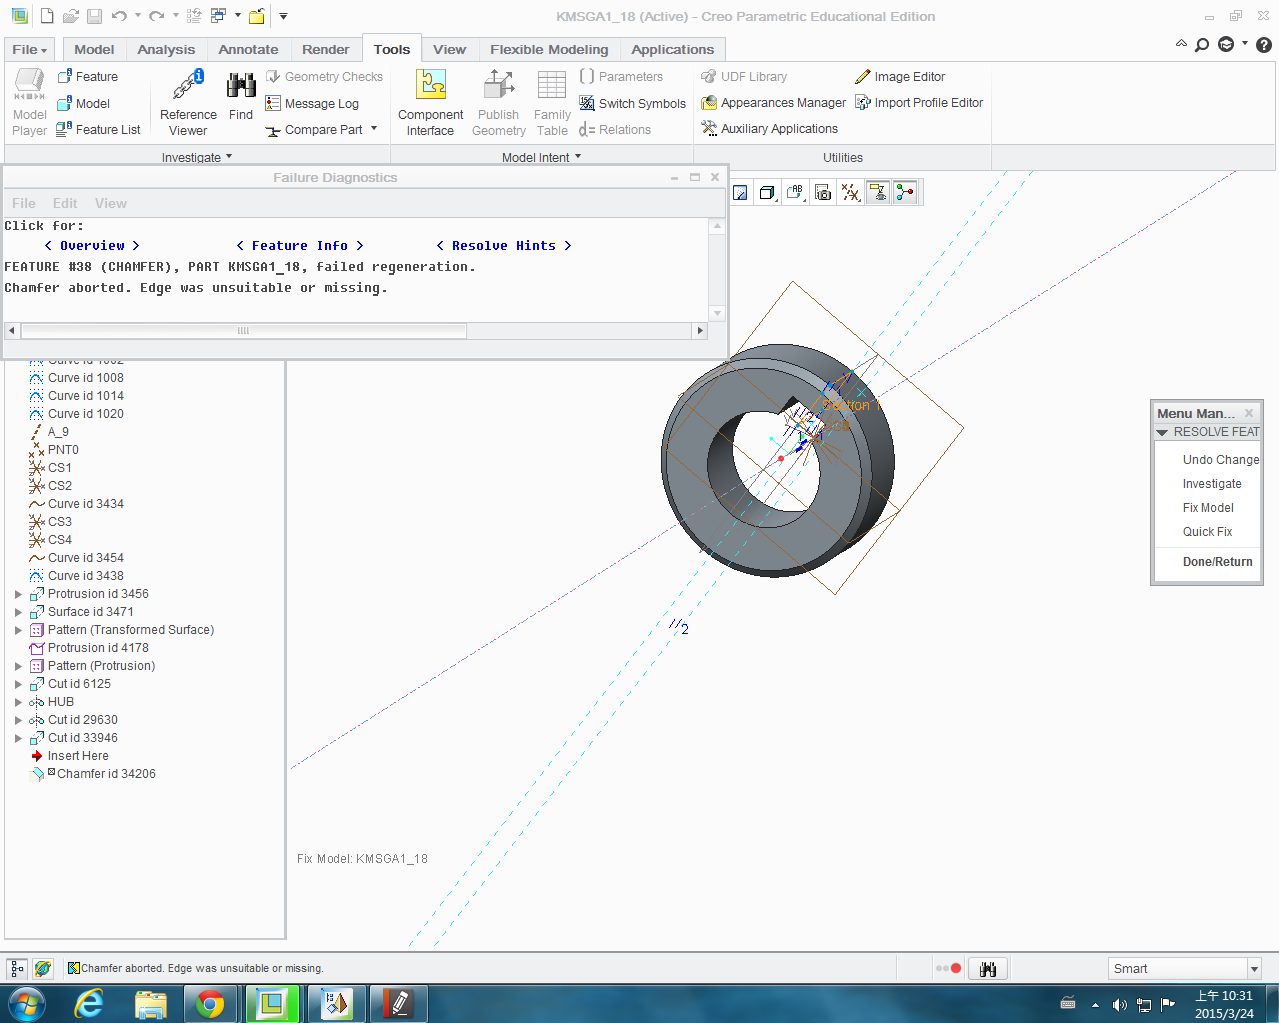 KMSGA1_18 (Active) - Creo Parametric Educational Edition
File
Model
Analysis
Annotate
Render
Tools
View
Flexible Modeling
Applications
Model Player
Feature
Model
Feature List
Reference Viewer
Find
Geometry Checks
Message Log
Compare Part
Component Interface
Publish Geometry
Family Table
Parameters
Switch Symbols
Relations
UDF Library
Appearances Manager
Auxiliary Applications
Image Editor
Import Profile Editor
Investigate
Model Intent
Utilities
Failure Diagnostics
File Edit View
Click for:
< Overview > < Feature Info > < Resolve Hints >
FEATURE #38 (CHAMFER), PART KMSGA1_18, failed regeneration.
Chamfer aborted. Edge was unsuitable or missing.
Curve id 1002
Curve id 1008
Curve id 1014
Curve id 1020
A_9
PNT0
CS1
CS2
Curve id 3434
CS3
CS4
Curve id 3454
Curve id 3438
Protrusion id 3456
Surface id 3471
Pattern (Transformed Surface)
Protrusion id 4178
Pattern (Protrusion)
Cut id 6125
HUB
Cut id 29630
Cut id 33946
Insert Here
Chamfer id 34206
//2
Menu Man...
RESOLVE FEAT
Undo Change
Investigate
Fix Model
Quick Fix
Done/Return
Fix Model: KMSGA1_18
Chamfer aborted. Edge was unsuitable or missing.
Smart
上午 10:31
2015/3/24